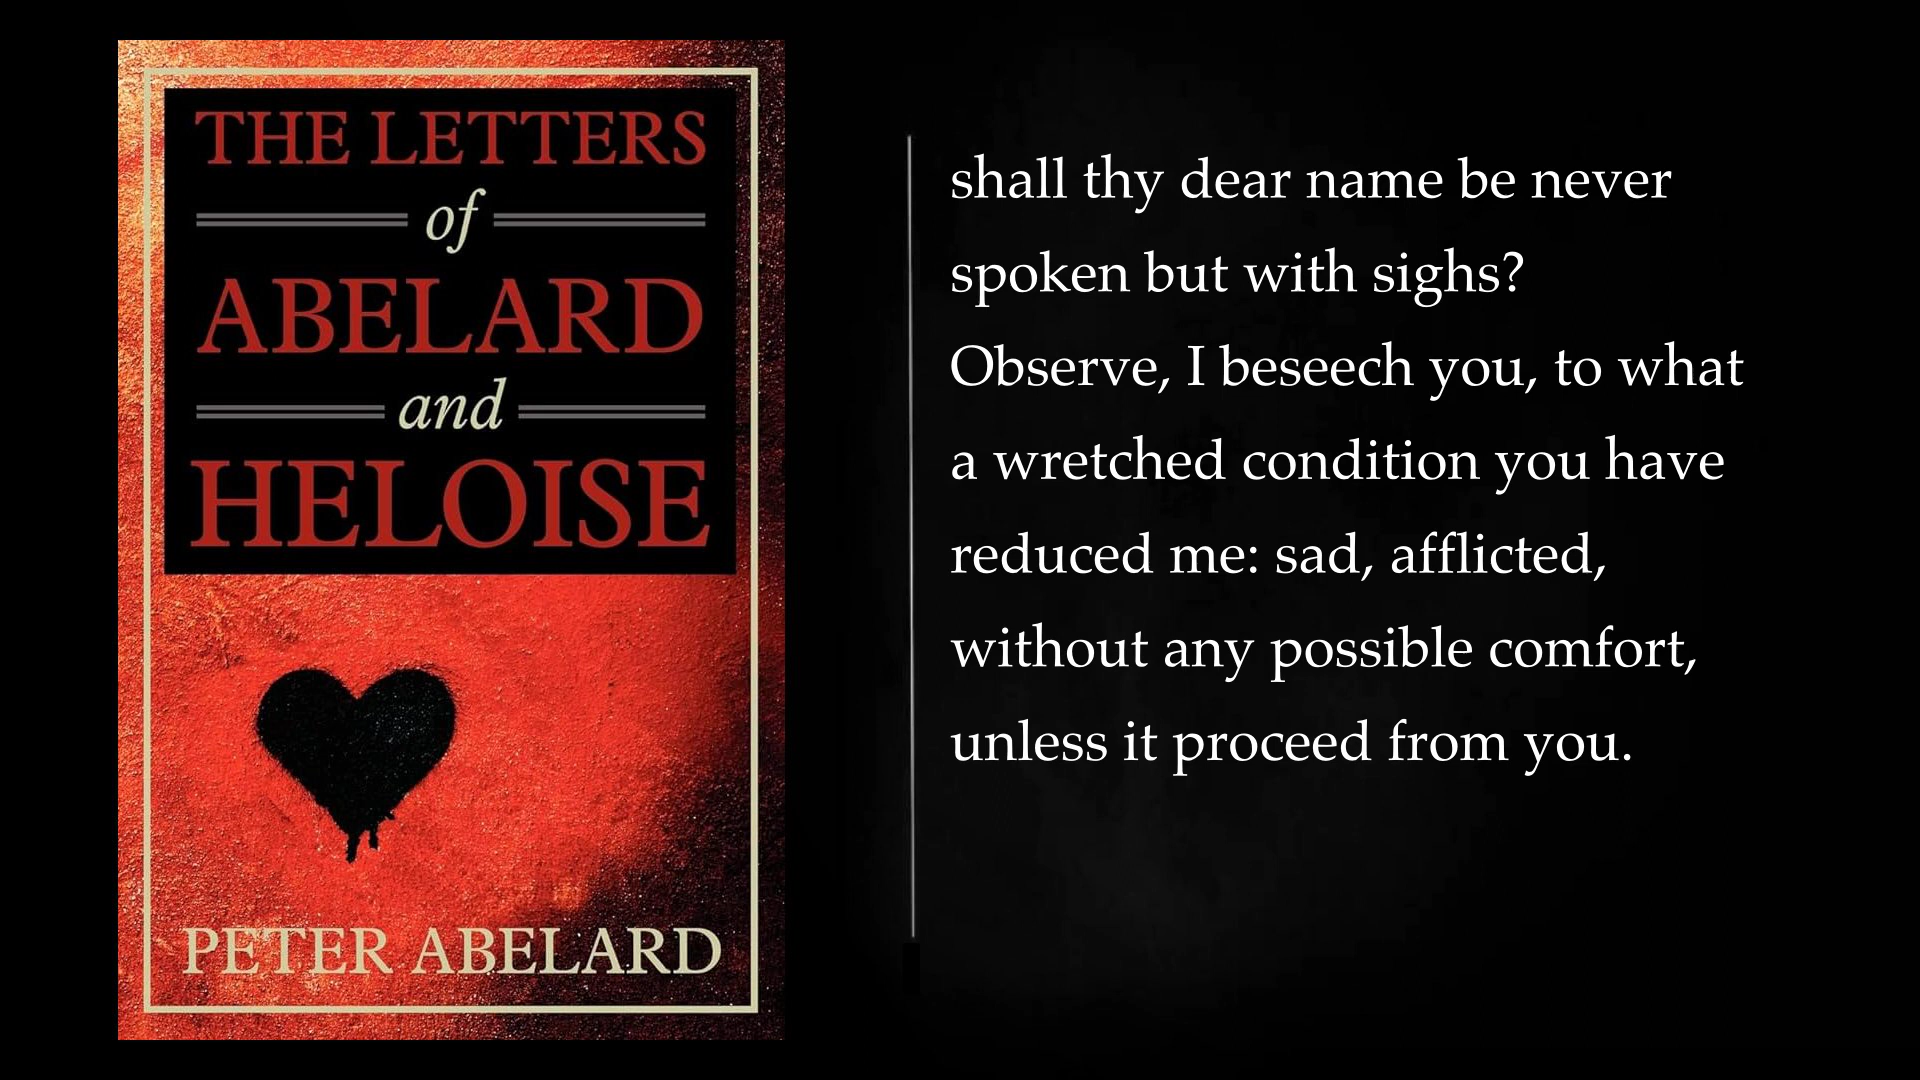 THE LETTERS
of
ABELARD
and
HELOISE
PETER ABELARD
shall thy dear name be never
spoken but with sighs?
Observe, I beseech you, to what
a wretched condition you have
reduced me: sad, afflicted,
without any possible comfort,
unless it proceed from you.